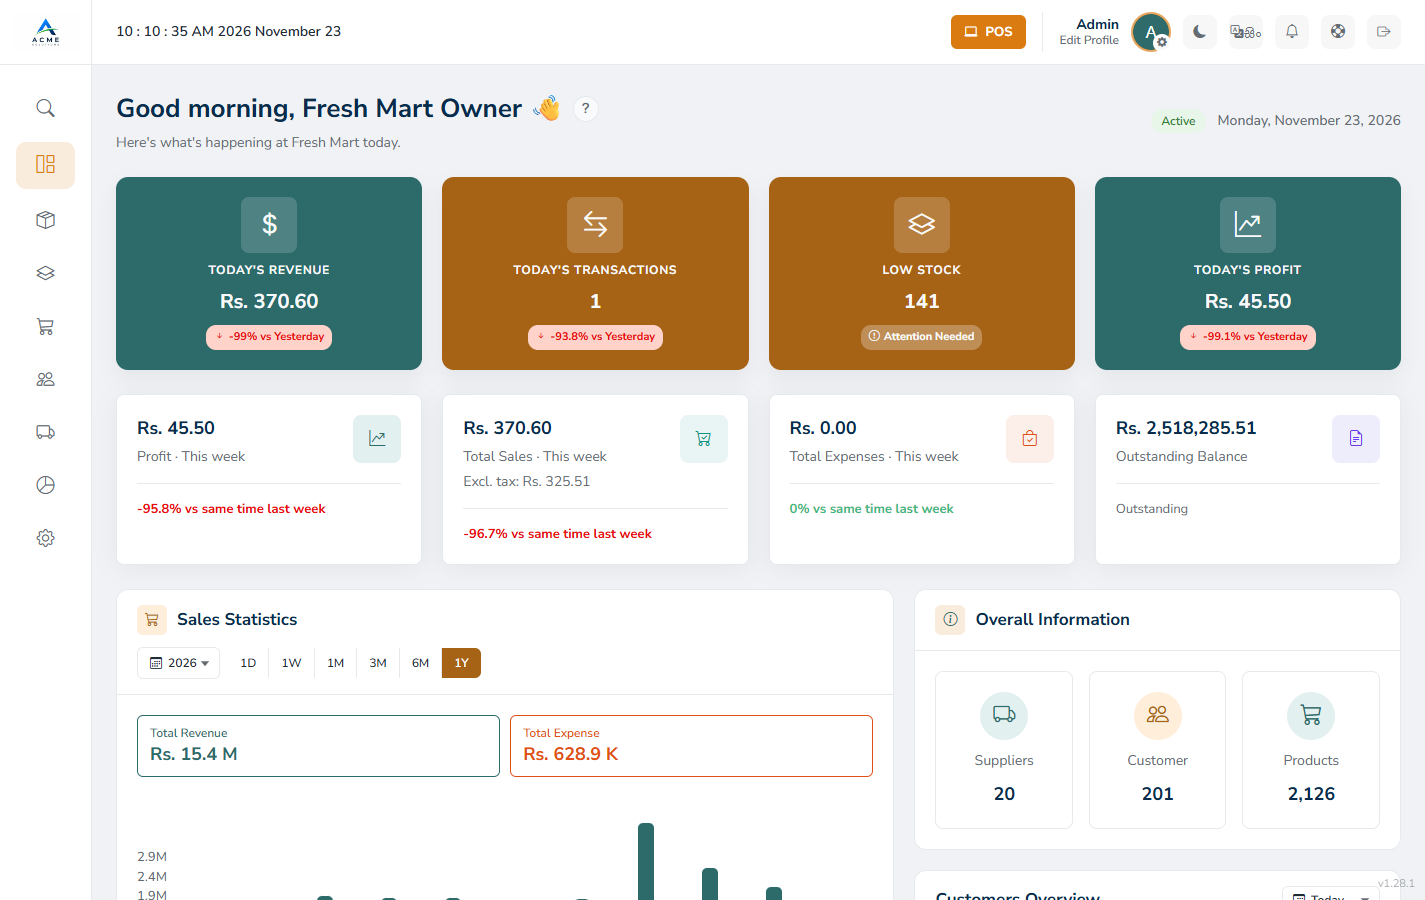 ACME
10 : 10 : 35 AM 2026 November 23
POS
Admin
Edit Profile
A
Good morning, Fresh Mart Owner 👋 ?
Here's what's happening at Fresh Mart today.
Active
Monday, November 23, 2026
TODAY'S REVENUE
Rs. 370.60
-99% vs Yesterday
TODAY'S TRANSACTIONS
1
-93.8% vs Yesterday
LOW STOCK
141
Attention Needed
TODAY'S PROFIT
Rs. 45.50
-99.1% vs Yesterday
Rs. 45.50
Profit · This week
-95.8% vs same time last week
Rs. 370.60
Total Sales · This week
Excl. tax: Rs. 325.51
-96.7% vs same time last week
Rs. 0.00
Total Expenses · This week
0% vs same time last week
Rs. 2,518,285.51
Outstanding Balance
Outstanding
Sales Statistics
2026 1D 1W 1M 3M 6M 1Y
Total Revenue
Rs. 15.4 M
Total Expense
Rs. 628.9 K
2.9M
2.4M
1.9M
Overall Information
Suppliers
20
Customer
201
Products
2,126
Customers Overview
Today
v1.28.1